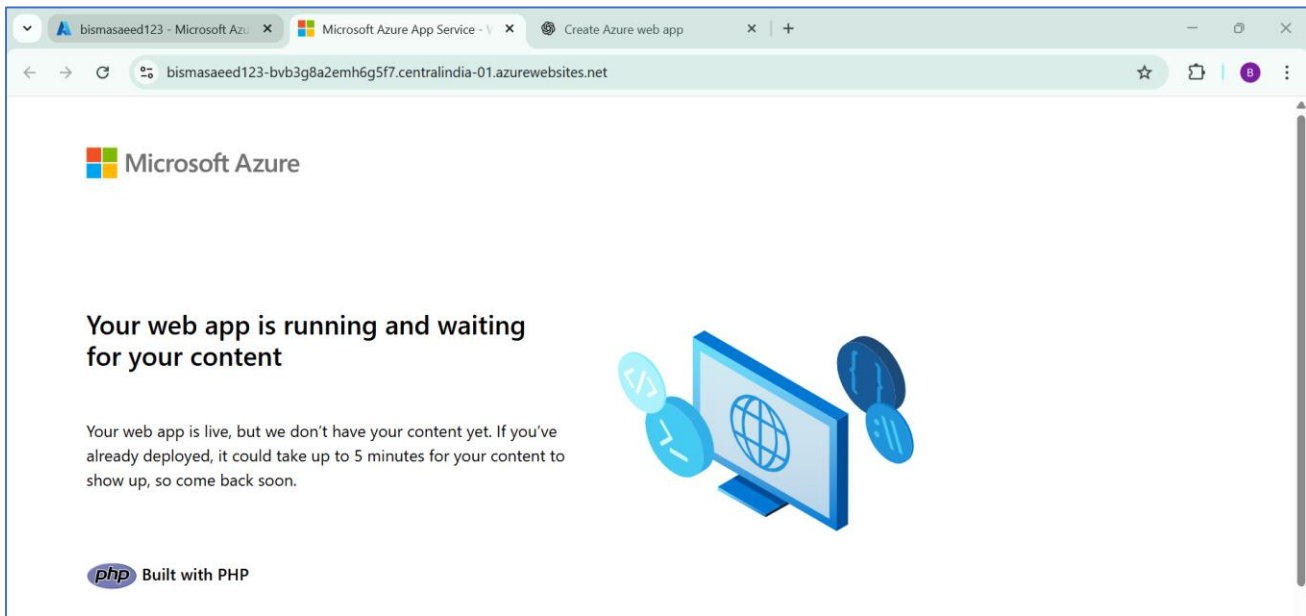 bismasaeed123 - Microsoft Azu
Microsoft Azure App Service - W
Create Azure web app
bismasaeed123-bvb3g8a2emh6g5f7.centralindia-01.azurewebsites.net
B
Microsoft Azure
Your web app is running and waiting
for your content
Your web app is live, but we don't have your content yet. If you've
already deployed, it could take up to 5 minutes for your content to
show up, so come back soon.
php Built with PHP